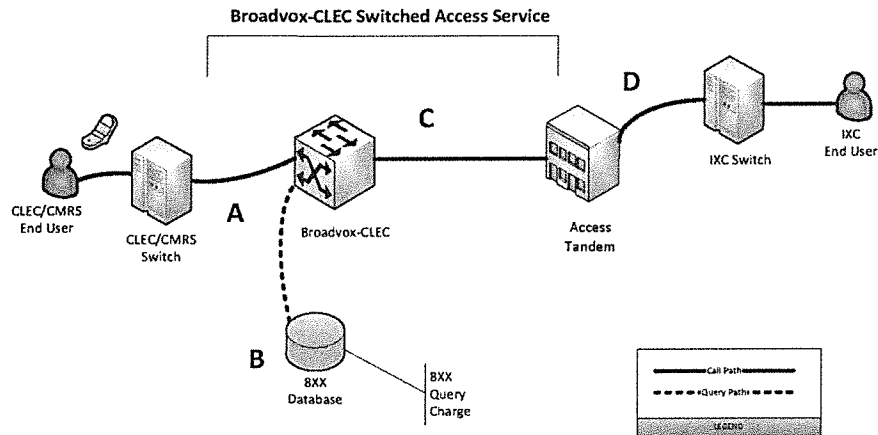 Broadvox-CLEC Switched Access Service
D
C
A
B
CLEC/CMRS
End User
CLEC/CMRS
Switch
Broadvox-CLEC
Access
Tandem
IXC Switch
IXC
End User
8XX
Database
8XX
Query
Charge
Call Path
Query Path
LEGEND